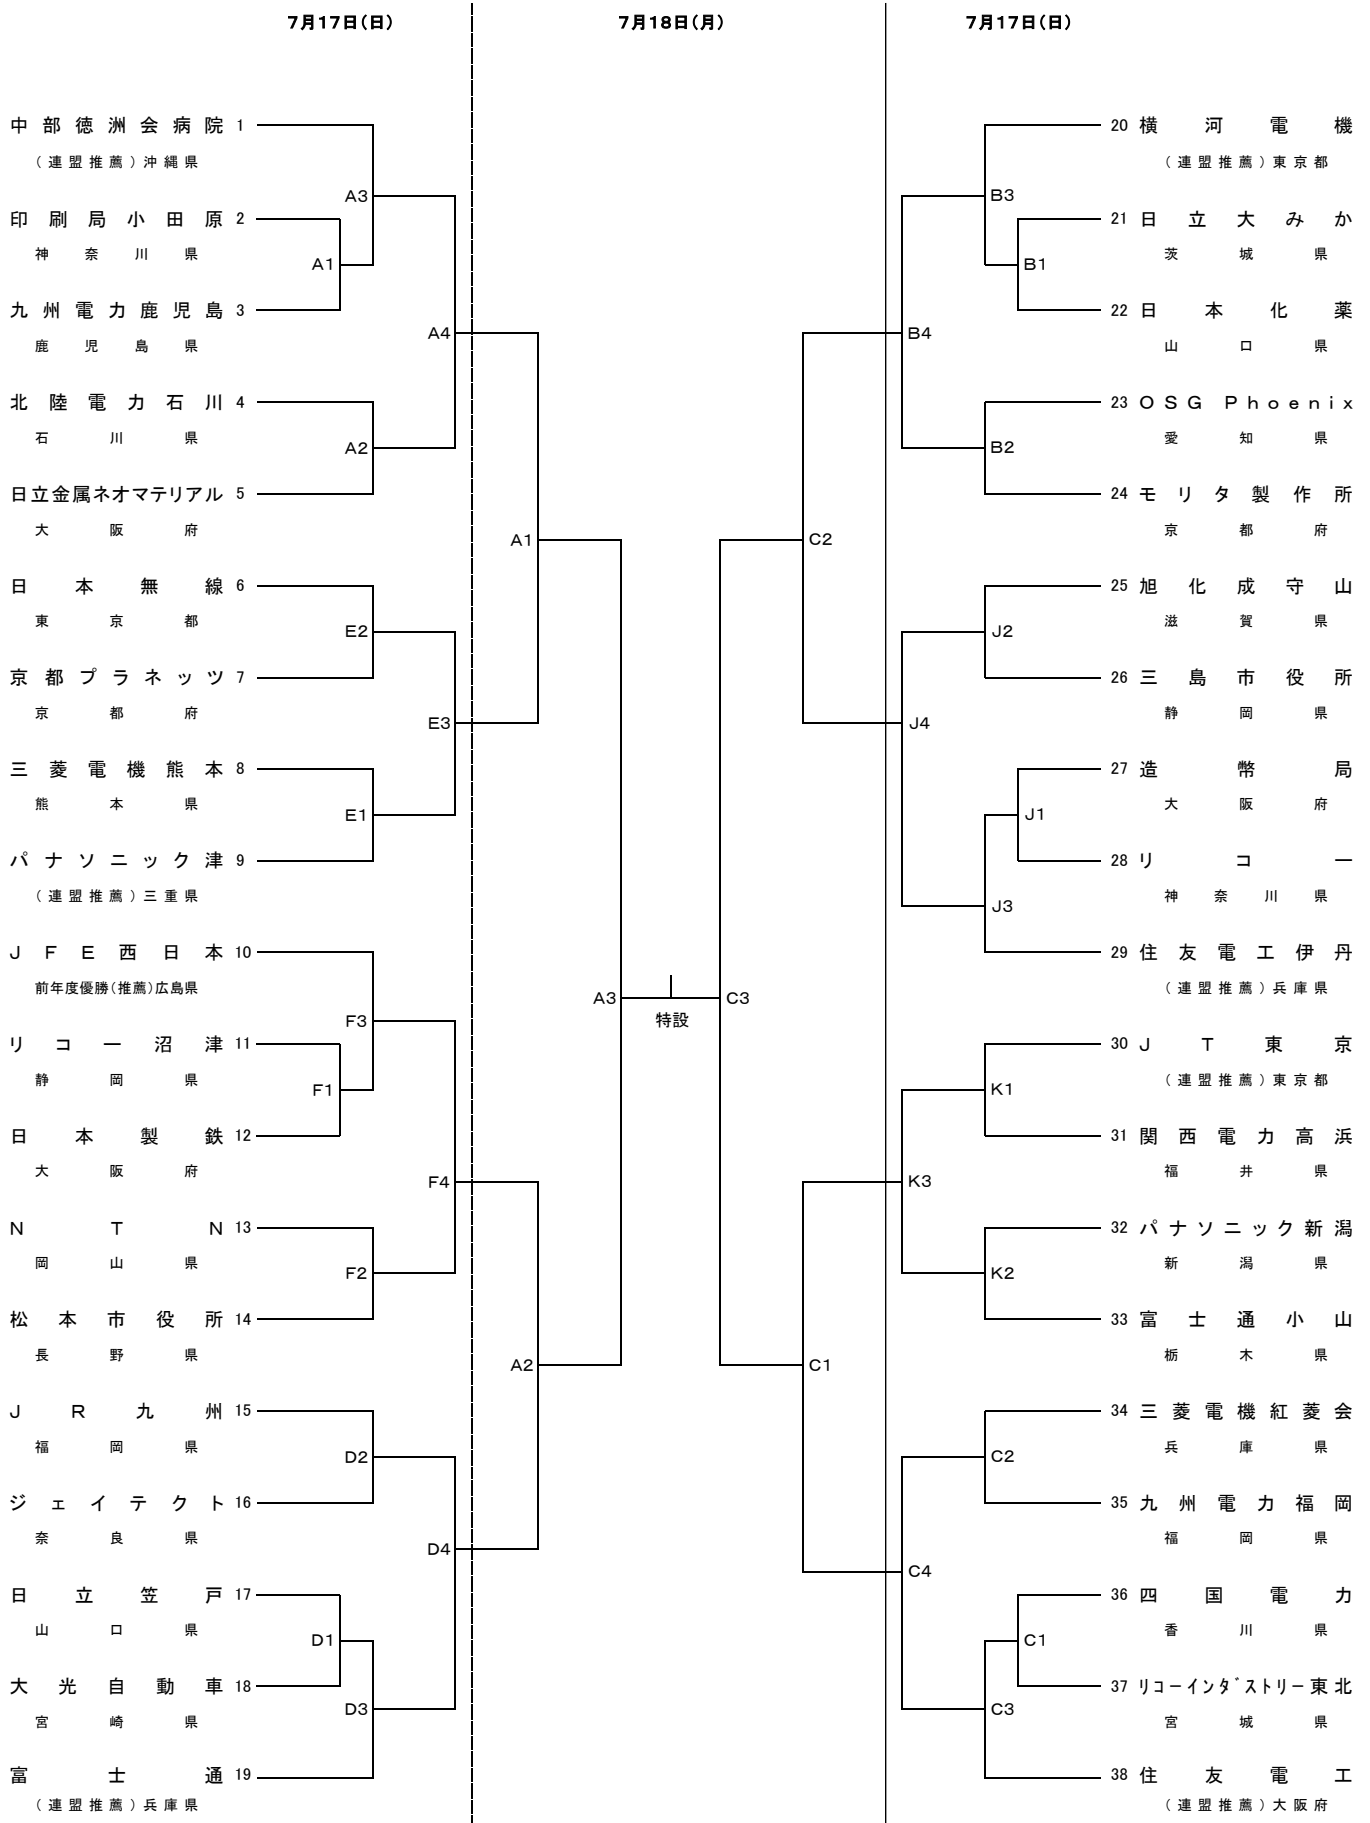 7月17日(日)
7月18日(月)
7月17日(日)
中部徳洲会病院 1
(連盟推薦)沖縄県
A3
印刷局小田原 2
神奈川県
A1
九州電力鹿児島 3
鹿児島県
A4
北陸電力石川 4
石川県
A2
日立金属ネオマテリアル 5
大阪府
A1
日本無線 6
東京都
E2
京都プラネッツ 7
京都府
E3
三菱電機熊本 8
熊本県
E1
パナソニック津 9
(連盟推薦)三重県
JFE西日本 10
前年度優勝(推薦)広島県
A3
F3
リコー沼津 11
静岡県
F1
日本製鉄 12
大阪府
F4
NTN 13
岡山県
F2
松本市役所 14
長野県
A2
JR九州 15
福岡県
D2
ジェイテクト 16
奈良県
D4
日立笠戸 17
山口県
D1
大光自動車 18
宮崎県
D3
富士通 19
(連盟推薦)兵庫県
特設
20 横河電機
(連盟推薦)東京都
B3
21 日立大みか
茨城県
B1
22 日本化薬
山口県
B4
23 OSG Phoenix
愛知県
B2
24 モリタ製作所
京都府
C2
25 旭化成守山
滋賀県
J2
26 三島市役所
静岡県
J4
27 造幣局
大阪府
J1
28 リコー
神奈川県
J3
29 住友電工伊丹
(連盟推薦)兵庫県
C3
30 JT東京
(連盟推薦)東京都
K1
31 関西電力高浜
福井県
K3
32 パナソニック新潟
新潟県
K2
33 富士通小山
栃木県
C1
34 三菱電機紅菱会
兵庫県
C2
35 九州電力福岡
福岡県
C4
36 四国電力
香川県
C1
37 リコーインダストリー東北
宮城県
C3
38 住友電工
(連盟推薦)大阪府